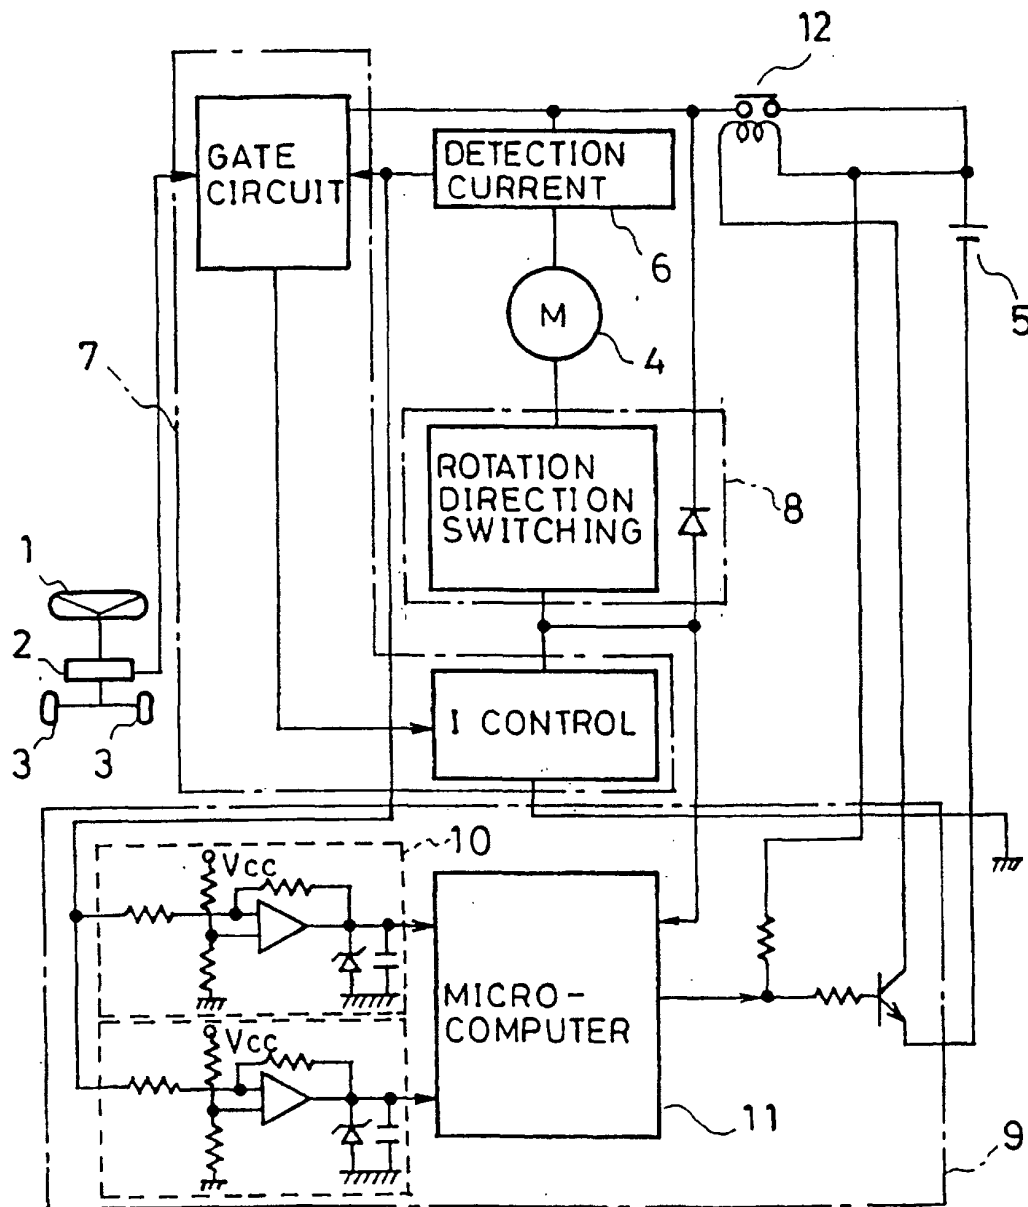 12
GATE
CIRCUIT
DETECTION
CURRENT
6
5
M
4
7
ROTATION
DIRECTION
SWITCHING
8
1
2
3
3
I CONTROL
10
Vcc
MICRO-
COMPUTER
Vcc
11
9